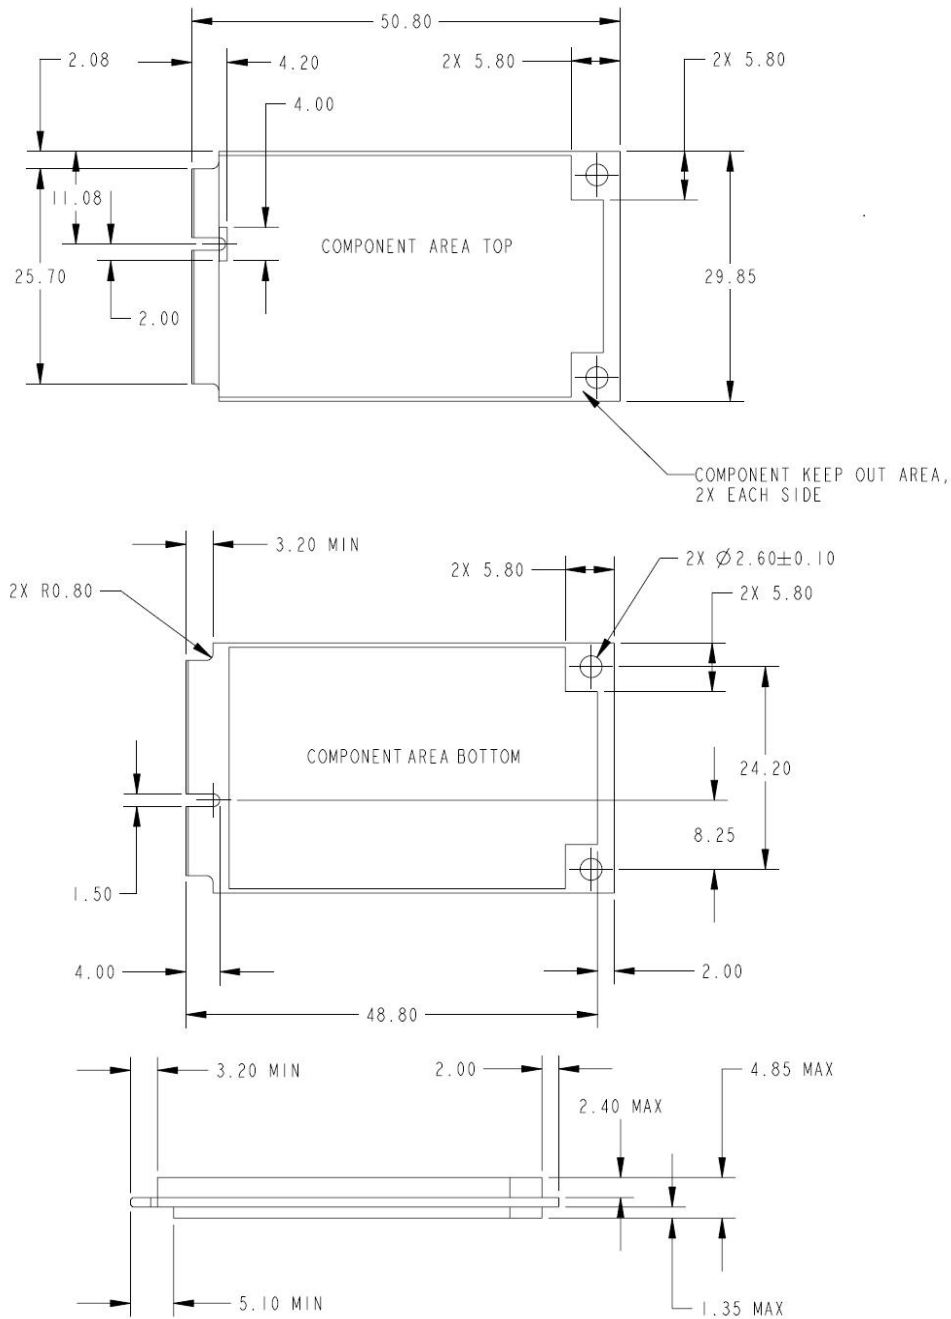 50.80
2.08
4.20
2X 5.80
2X 5.80
4.00
11.08
COMPONENT AREA TOP
25.70
29.85
2.00
COMPONENT KEEP OUT AREA,
2X EACH SIDE
3.20 MIN
2X 5.80
2X Ø2.60±0.10
2X R0.80
2X 5.80
COMPONENT AREA BOTTOM
24.20
8.25
1.50
4.00
2.00
48.80
3.20 MIN
2.00
4.85 MAX
2.40 MAX
5.10 MIN
1.35 MAX